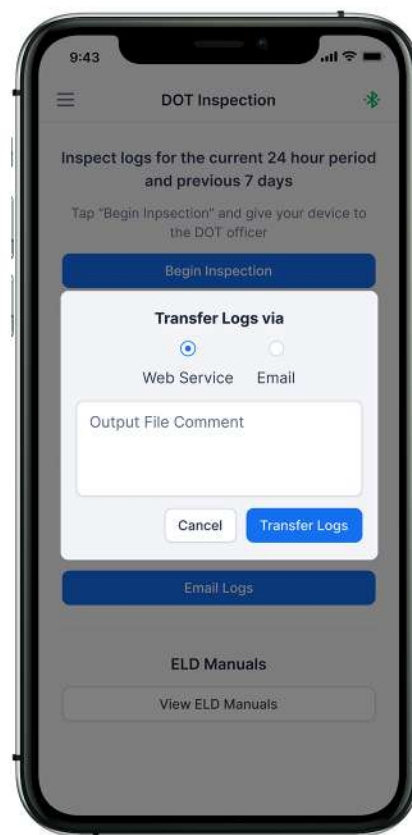 9:43
DOT Inspection
Inspect logs for the current 24 hour period
and previous 7 days
Tap "Begin Inpsection" and give your device to
the DOT officer
Begin Inspection
Transfer Logs via
Web Service Email
Output File Comment
Cancel Transfer Logs
Email Logs
ELD Manuals
View ELD Manuals